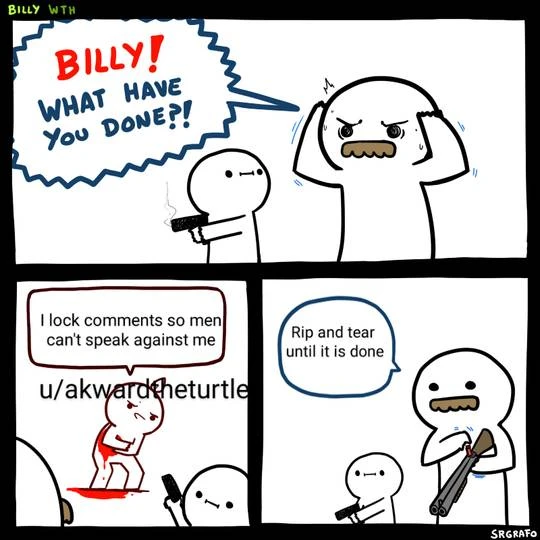 BILLY WTH
BILLY!
WHAT HAVE
YOU DONE?!
I lock comments so men
can't speak against me
u/akwardtheturtle
Rip and tear
until it is done
SRGRAFO